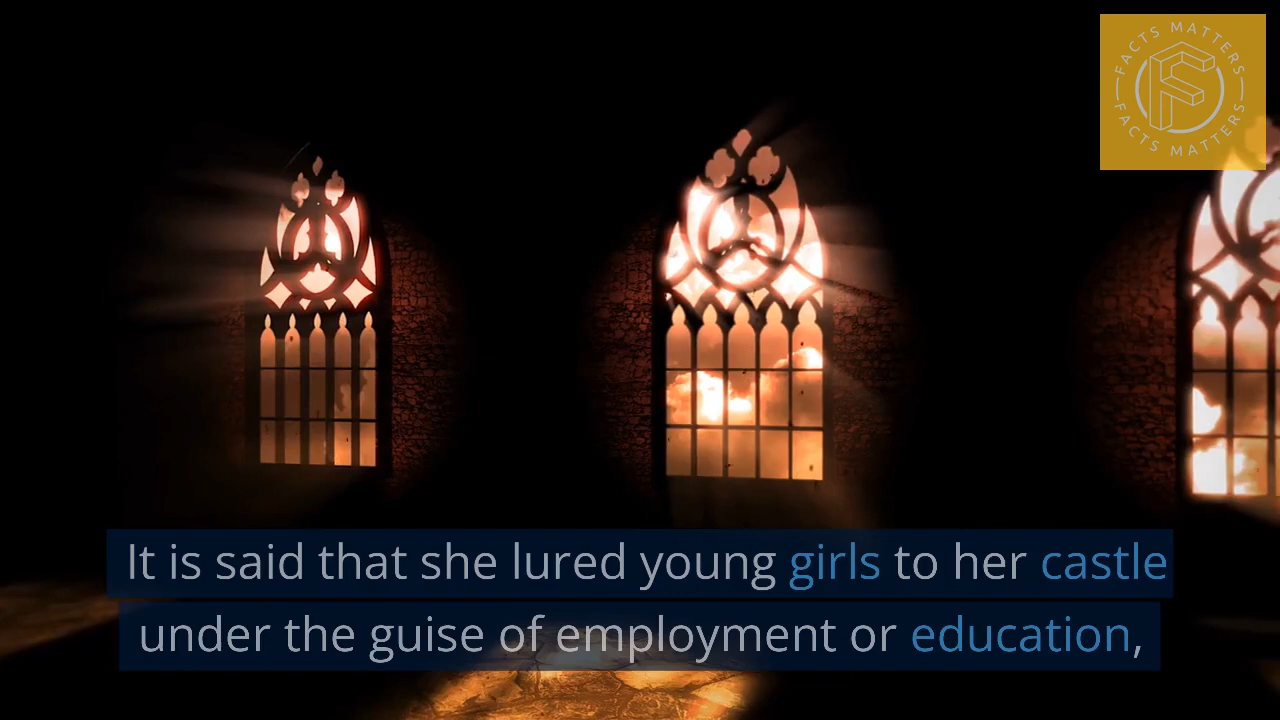 FACTS MATTERS
F
FACTS MATTERS
It is said that she lured young girls to her castle
under the guise of employment or education,